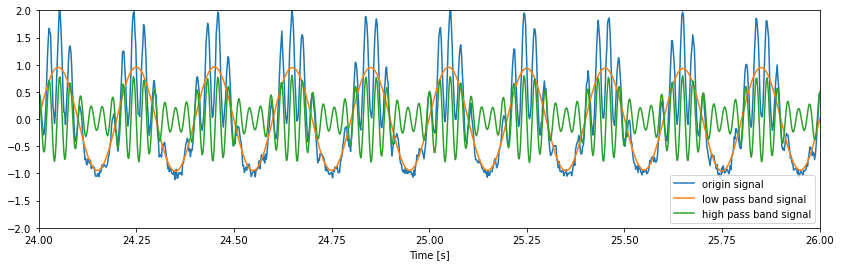 2.0
1.5
1.0
0.5
0.0
−0.5
−1.0
−1.5
−2.0
24.00 24.25 24.50 24.75 25.00 25.25 25.50 25.75 26.00
Time [s]
origin signal
low pass band signal
high pass band signal